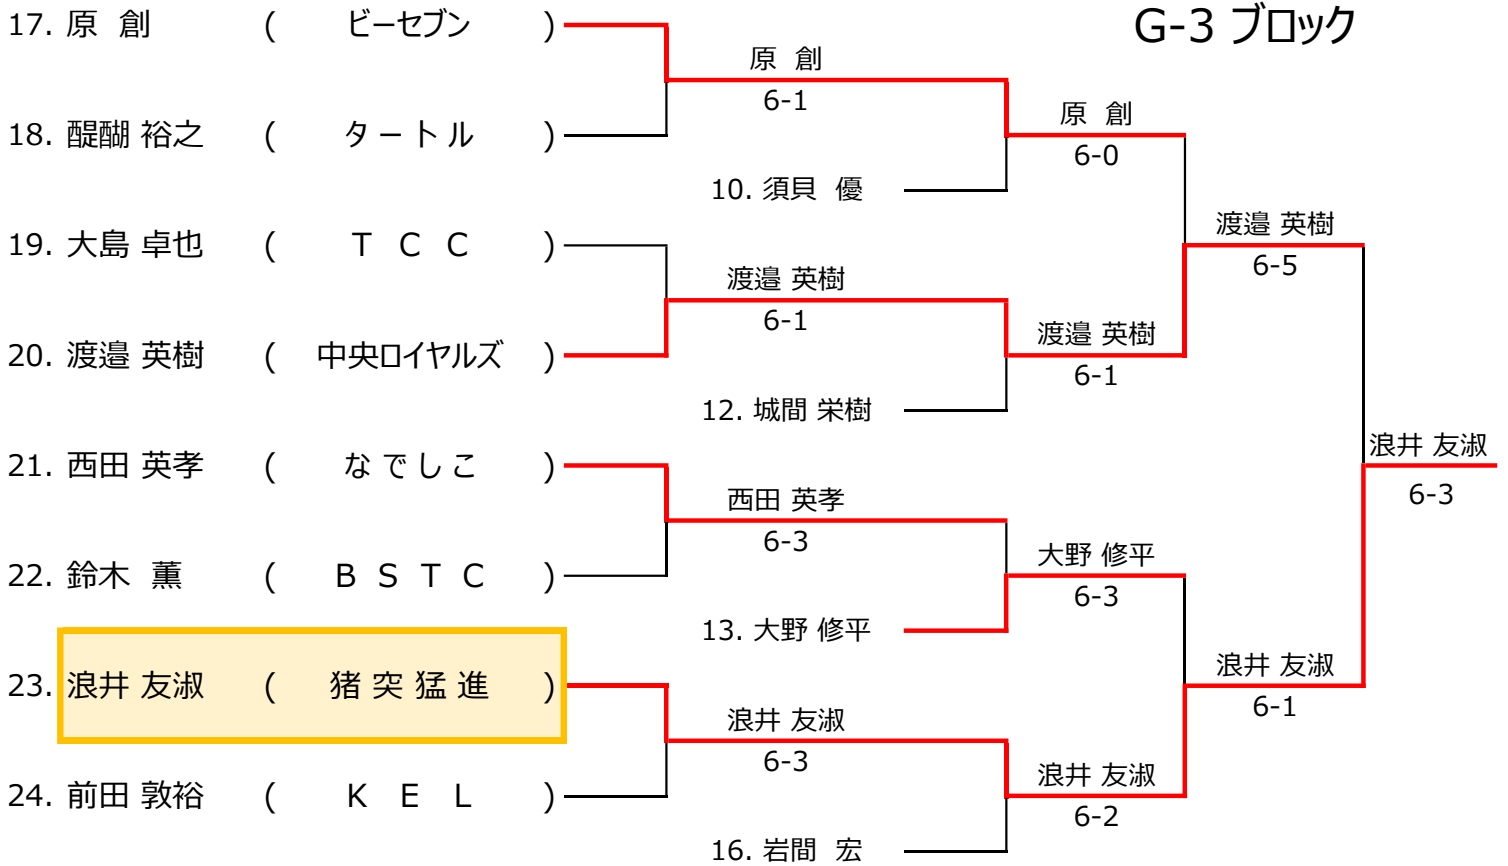 G-3 ブロック
17. 原 創 ( ビーセブン )
原 創
6-1
原 創
18. 醍醐 裕之 ( タートル )
6-0
10. 須貝 優
渡邉 英樹
19. 大島 卓也 ( T C C )
6-5
渡邉 英樹
6-1
渡邉 英樹
20. 渡邉 英樹 ( 中央ロイヤルズ )
6-1
12. 城間 栄樹
浪井 友淑
21. 西田 英孝 ( なでしこ )
6-3
西田 英孝
6-3
大野 修平
22. 鈴木 薫 ( B S T C )
6-3
13. 大野 修平
浪井 友淑
23. 浪井 友淑 ( 猪突猛進 )
6-1
浪井 友淑
6-3
浪井 友淑
24. 前田 敦裕 ( K E L )
6-2
16. 岩間 宏